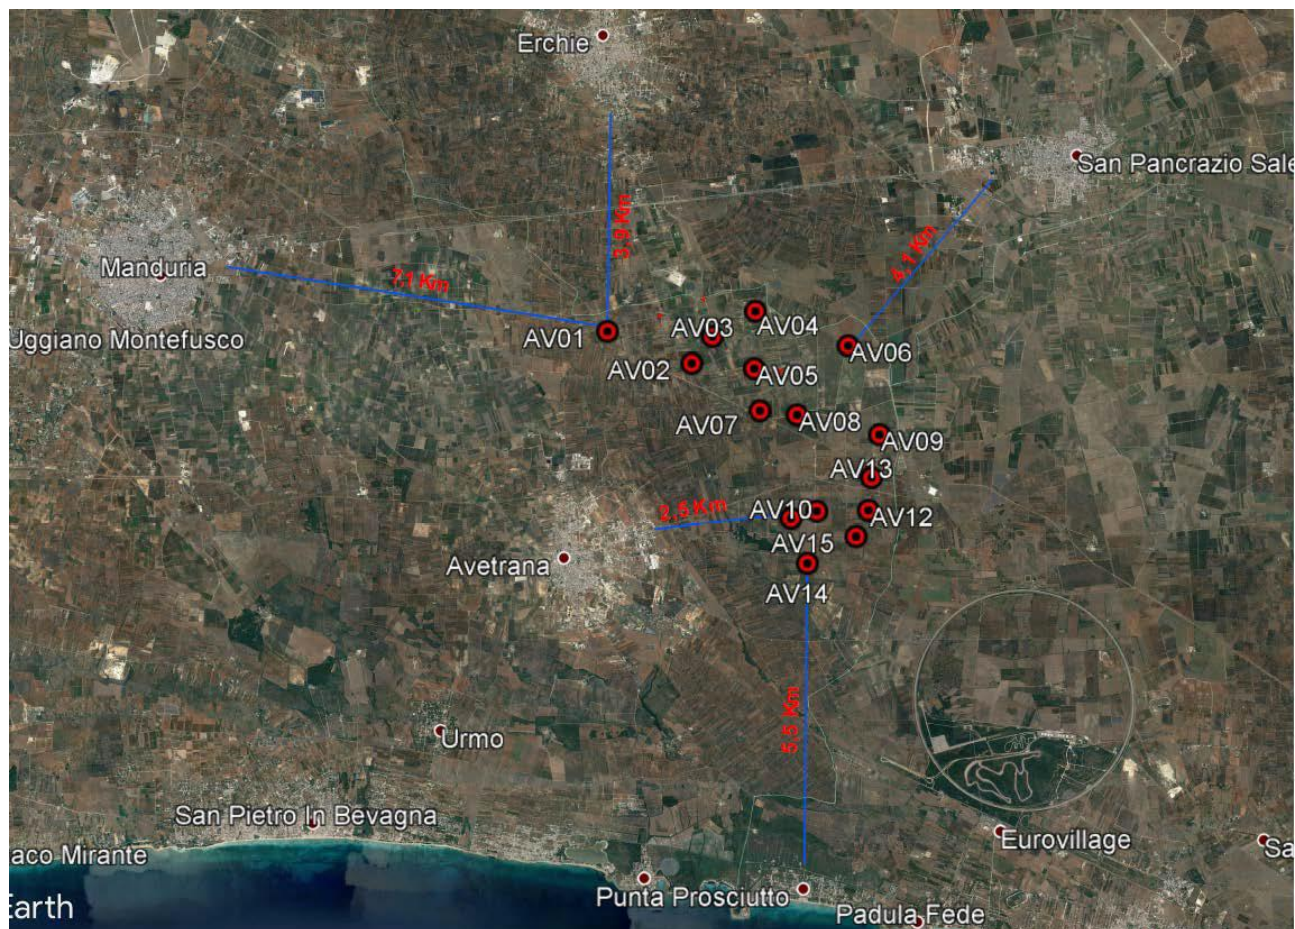 Erchie
San Pancrazio Sale
3,9 Km
4,1 Km
Manduria
7,1 Km
Uggiano Montefusco
AV01
AV03
AV04
AV06
AV02
AV05
AV07
AV08
AV09
AV13
2,5 Km
AV10
AV12
AV15
Avetrana
AV14
5,5 Km
Urmo
San Pietro In Bevagna
Eurovillage
aco Mirante
Sa
Punta Prosciutto
Padula Fede
Earth